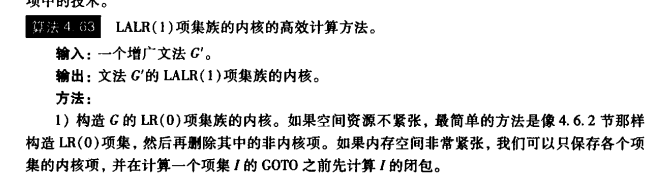 项中的技术。
算法 4.63 LALR(1)项集族的内核的高效计算方法。
输入：一个增广文法 G′。
输出：文法 G′的 LALR(1)项集族的内核。
方法：
1) 构造 G 的 LR(0)项集族的内核。如果空间资源不紧张，最简单的方法是像 4.6.2 节那样
构造 LR(0)项集，然后再删除其中的非内核项。如果内存空间非常紧张，我们可以只保存各个项
集的内核项，并在计算一个项集 I 的 GOTO 之前先计算 I 的闭包。